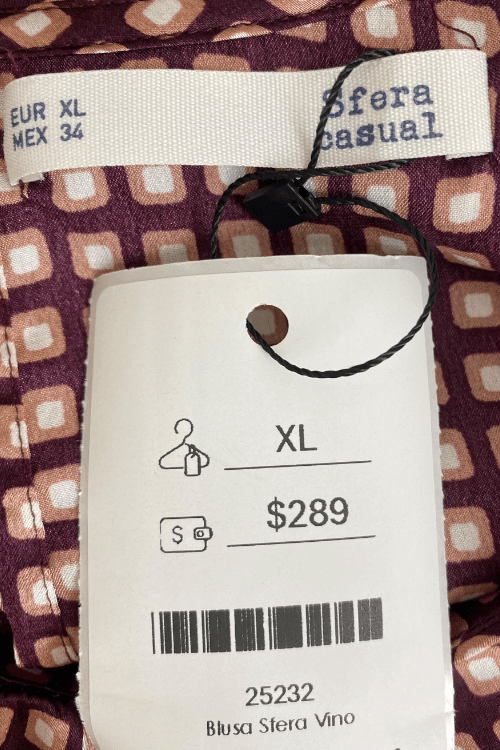 EUR XL
MEX 34
Sfera
casual
XL
$
$289
25232
Blusa Sfera Vino